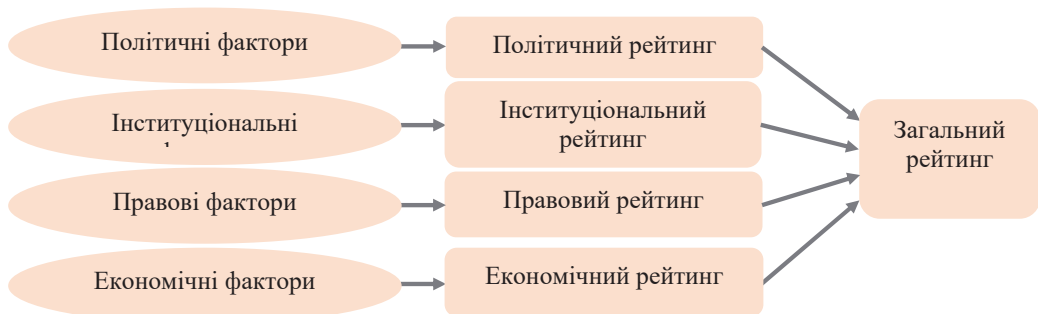 Політичні фактори
Політичний рейтинг
Інституціональні
Інституціональний
рейтинг
Загальний
рейтинг
Правові фактори
Правовий рейтинг
Економічні фактори
Економічний рейтинг